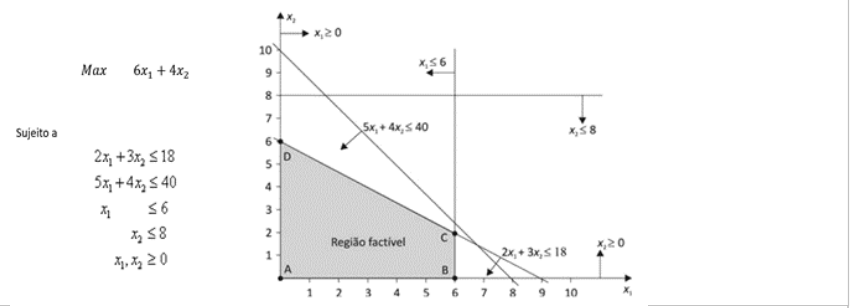 Max 6x₁ + 4x₂
Sujeito a
2x₁ + 3x₂ ≤ 18
5x₁ + 4x₂ ≤ 40
x₁ ≤ 6
x₂ ≤ 8
x₁, x₂ ≥ 0
x₂
x₁ ≥ 0
10
9
8
7
6
5
4
3
2
1
x₁ ≤ 6
x₂ ≤ 8
5x₁ + 4x₂ ≤ 40
D
Região factível
C
2x₁ + 3x₂ ≤ 18
x₂ ≥ 0
A
B
1 2 3 4 5 6 7 8 9 10
x₁